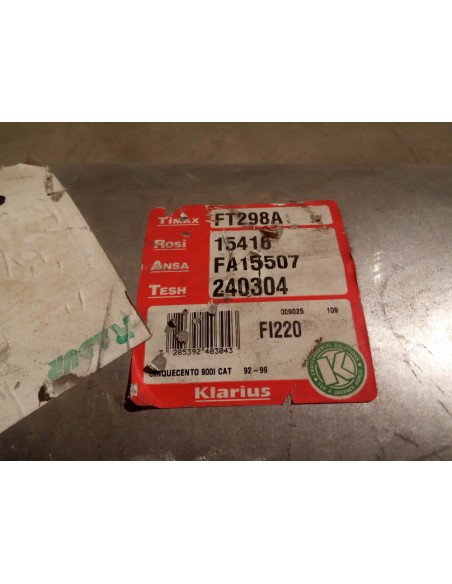 TIMAX FT298A
ROSI 15416
ANSA FA15507
TESH 240304
009025 109
FI220
285392 403043
CINQUECENTO 900I CAT 92-99
Klarius
K